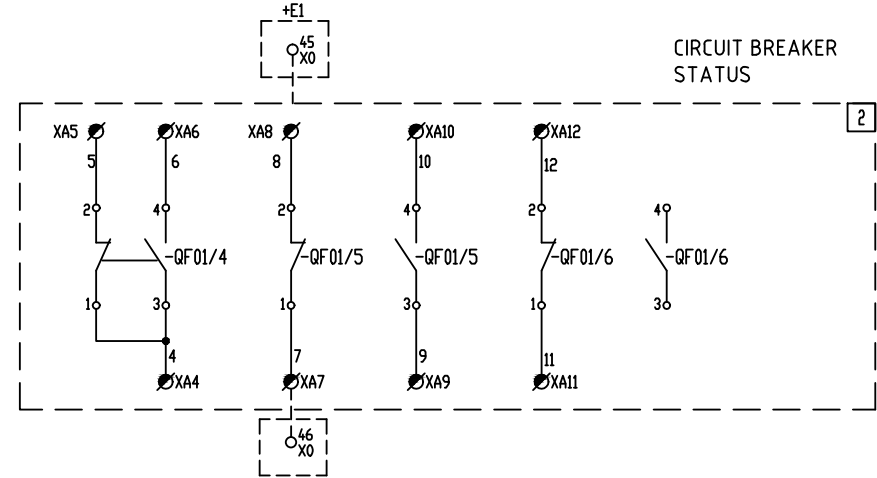 +E1
45
X0
CIRCUIT BREAKER
STATUS
2
XA5
XA6
XA8
XA10
XA12
5
6
8
10
12
2
4
2
4
2
4
-QF01/4
-QF01/5
-QF01/5
-QF01/6
-QF01/6
1
3
1
3
1
3
4
7
9
11
XA4
XA7
XA9
XA11
46
X0